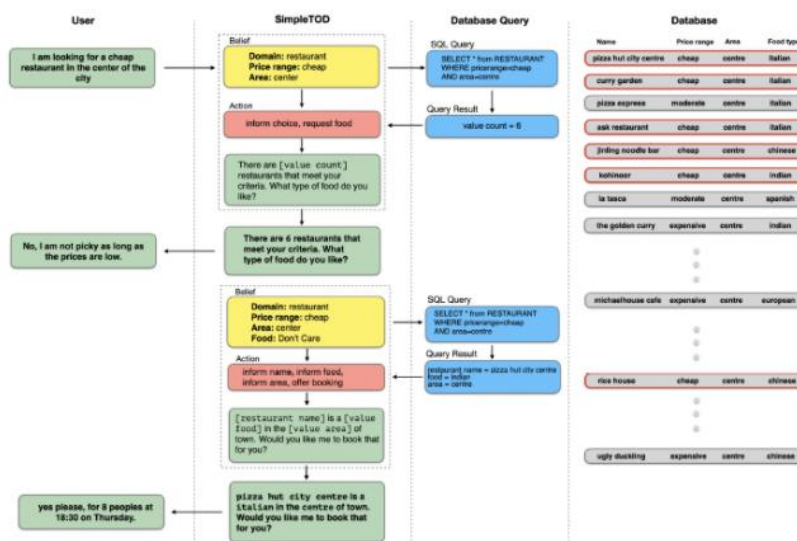 User
SimpleTOD
Database Query
Database
I am looking for a cheap
restaurant in the center of the
city
Belief
Domain: restaurant
Price range: cheap
Area: center
Action
inform choice, request food
There are [value count]
restaurants that meet your
criteria. What type of food do you
like?
SQL Query
SELECT * from RESTAURANT
WHERE pricerange=cheap
AND area=centre
Query Result
value count = 6
There are 6 restaurants that
meet your criteria. What
type of food do you like?
No, I am not picky as long as
the prices are low.
Belief
Domain: restaurant
Price range: cheap
Area: center
Food: Don't Care
Action
inform name, inform food,
inform area, offer booking
[restaurant name] is a [value
food] in the [value area] of
town. Would you like me to book that
for you?
SQL Query
SELECT * from RESTAURANT
WHERE pricerange=cheap
AND area=centre
Query Result
restaurant name = pizza hut city centre
food = indian
area = centre
pizza hut city centre is a
italian in the centre of town.
Would you like me to book that
for you?
yes please, for 8 peoples at
18:30 on Thursday.
Name Price range Area Food type
pizza hut city centre cheap centre italian
curry garden cheap centre italian
pizza express moderate centre italian
ask restaurant cheap centre italian
jinling noodle bar cheap centre chinese
kohinoor cheap centre indian
la tasca moderate centre spanish
the golden curry expensive centre indian
michaelhouse cafe expensive centre european
rice house cheap centre chinese
ugly duckling expensive centre chinese